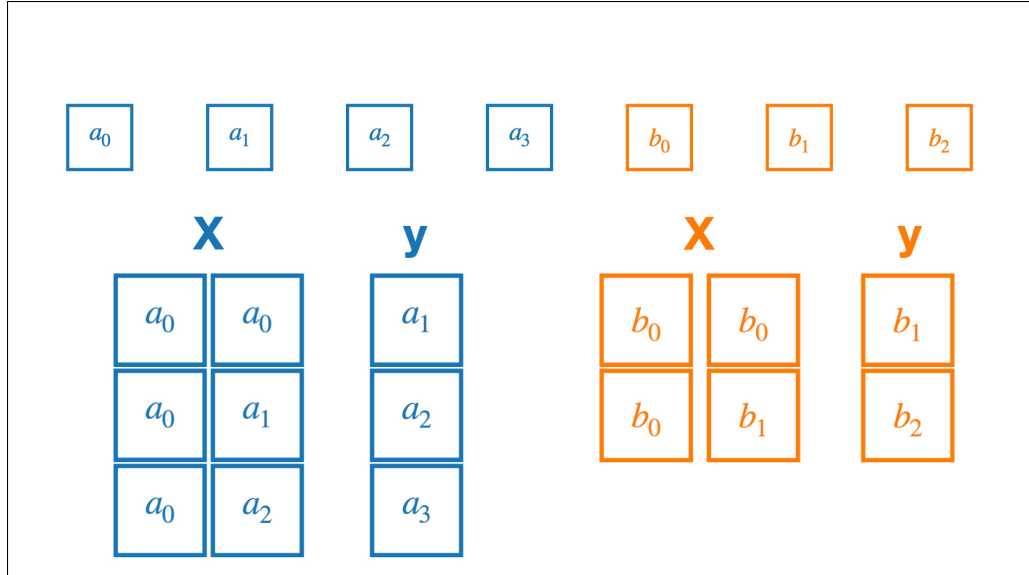 a₀ a₁ a₂ a₃ b₀ b₁ b₂
X y X y
a₀ a₀ a₁ b₀ b₀ b₁
a₀ a₁ a₂ b₀ b₁ b₂
a₀ a₂ a₃